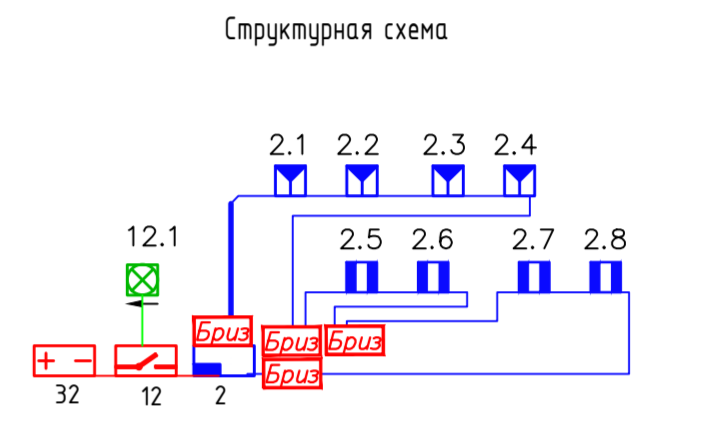 Структурная схема
2.1 2.2 2.3 2.4
12.1 2.5 2.6 2.7 2.8
Бриз
Бриз Бриз
+ −
Бриз
32 12 2